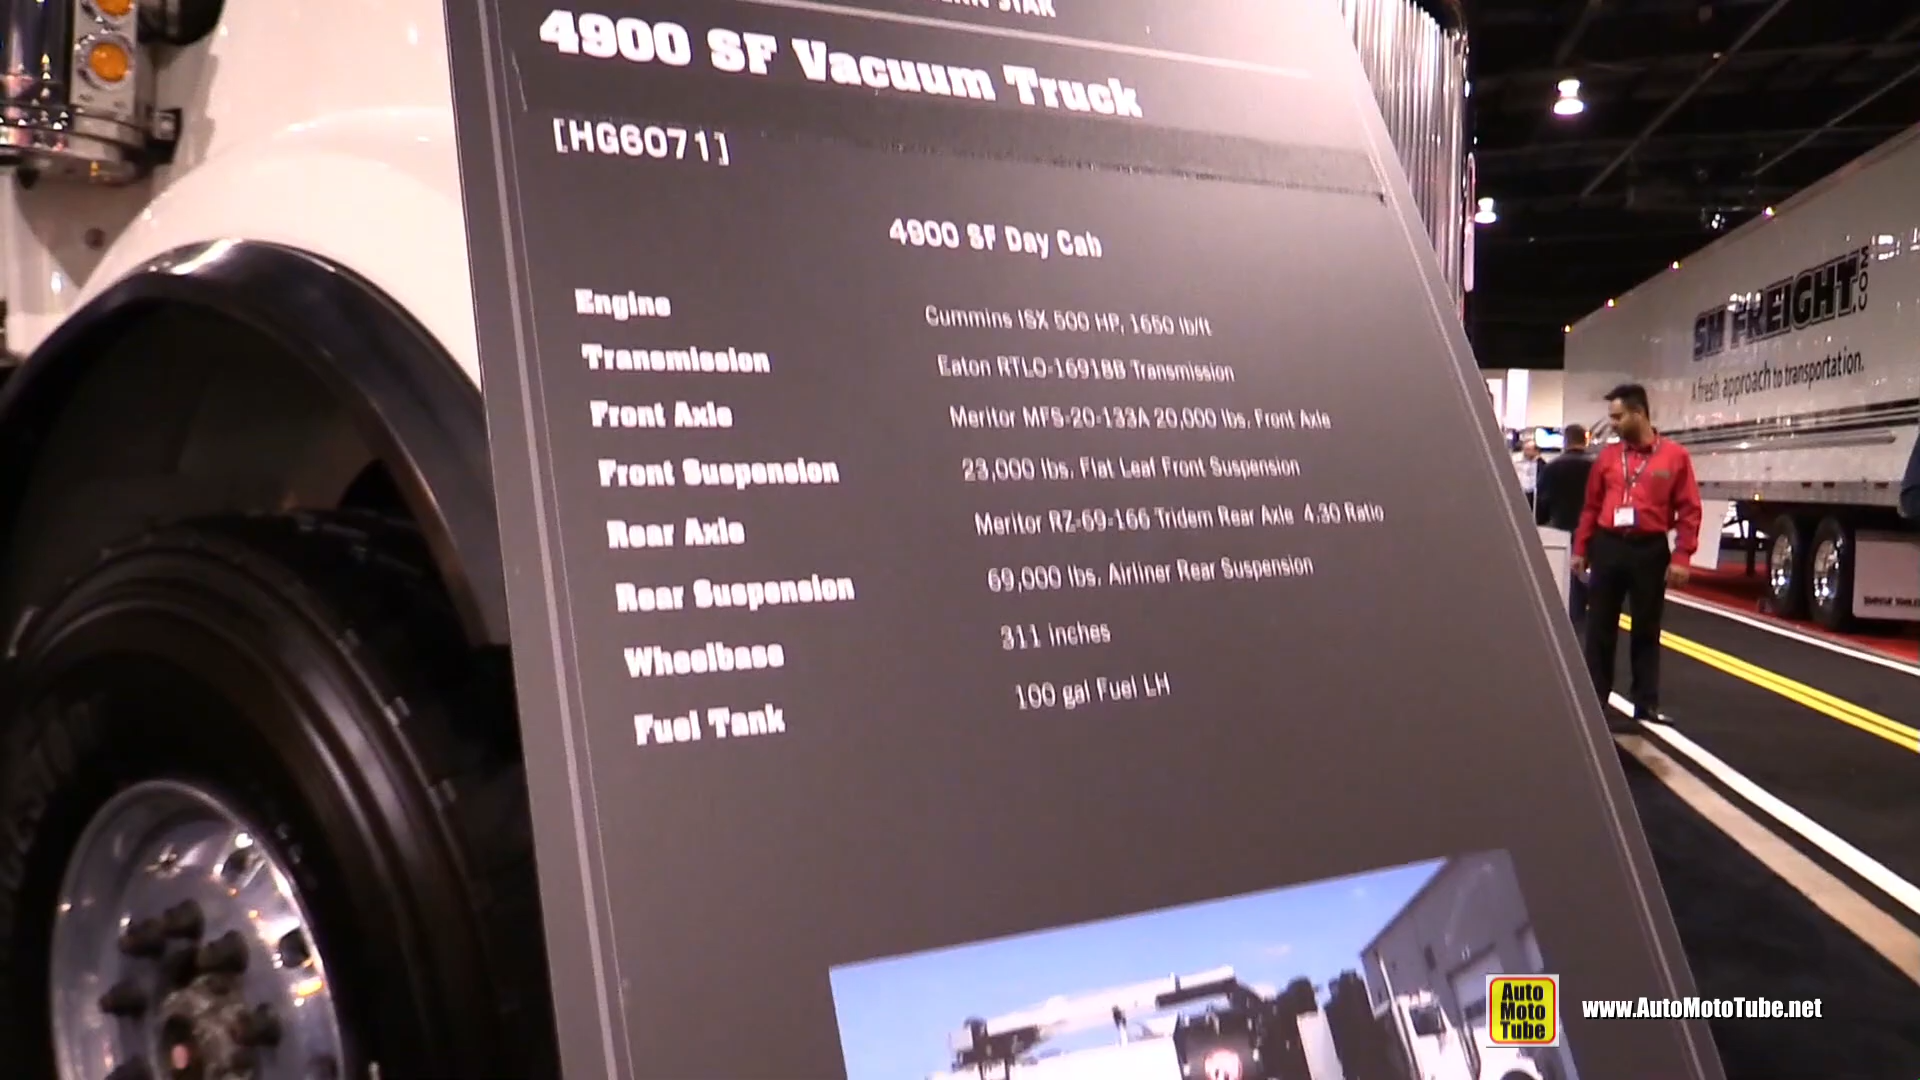 4900 SF Vacuum Truck
[HG6071]
4900 SF Day Cab
Engine Cummins ISX 500 HP, 1650 lb/ft
Transmission Eaton RTLO-16918B Transmission
Front Axle Meritor MFS-20-133A 20,000 lbs. Front Axle
Front Suspension 23,000 lbs. Flat Leaf Front Suspension
Rear Axle Meritor RZ-69-166 Tridem Rear Axle 4.30 Ratio
Rear Suspension 69,000 lbs. Airliner Rear Suspension
Wheelbase 311 inches
Fuel Tank 100 gal Fuel LH
SH FREIGHT.COM
A fresh approach to transportation.
Auto
Moto
Tube
www.AutoMotoTube.net